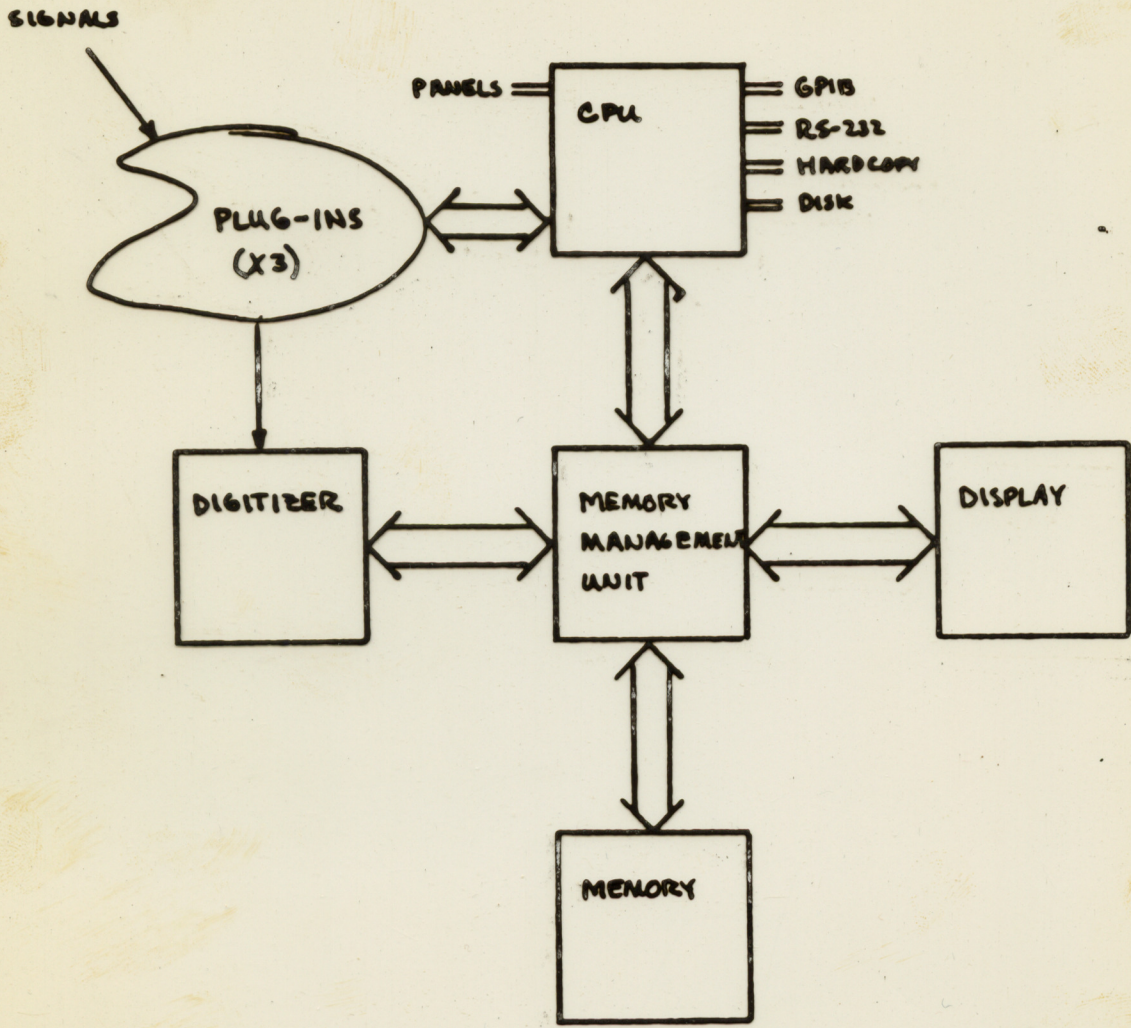 SIGNALS
PANELS
CPU
GPIB
RS-232
HARDCOPY
DISK
PLUG-INS
(X3)
DIGITIZER
MEMORY
MANAGEMENT
UNIT
DISPLAY
MEMORY